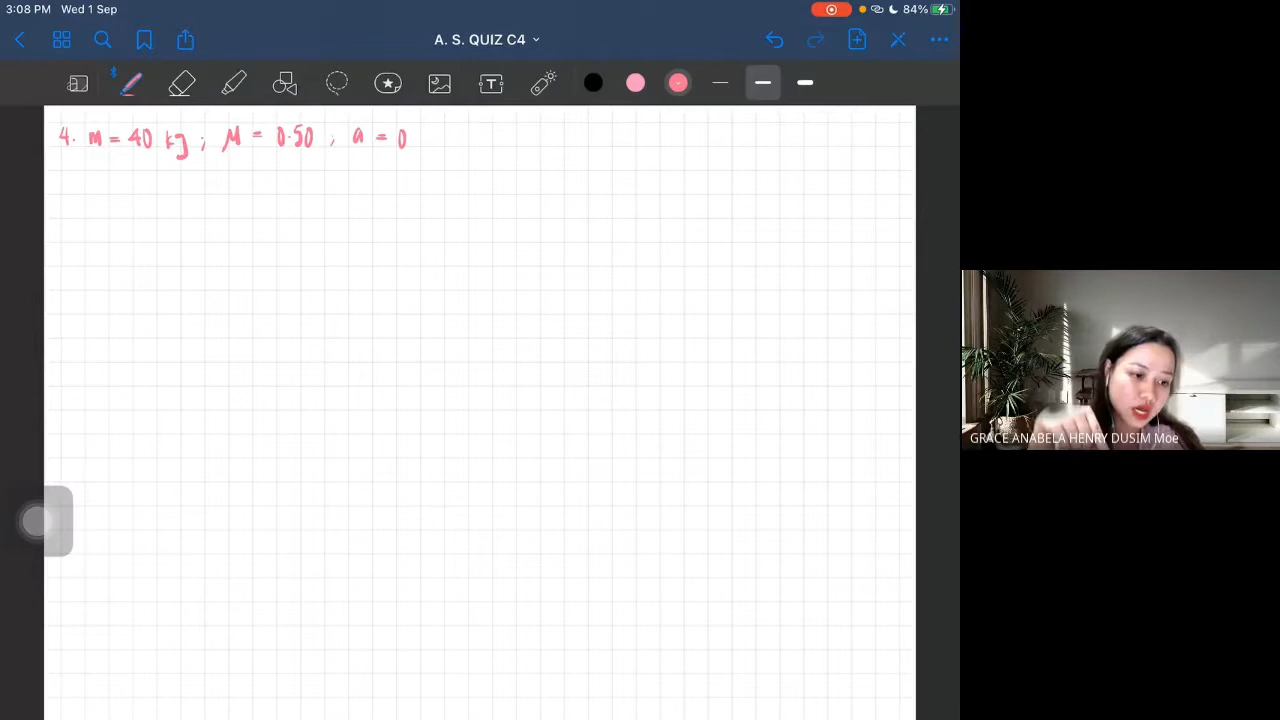 3:08 PM Wed 1 Sep
84%
A. S. QUIZ C4
T
4. m = 40 kg ; μ = 0.50 ; a = 0
GRACE ANABELA HENRY DUSIM Moe